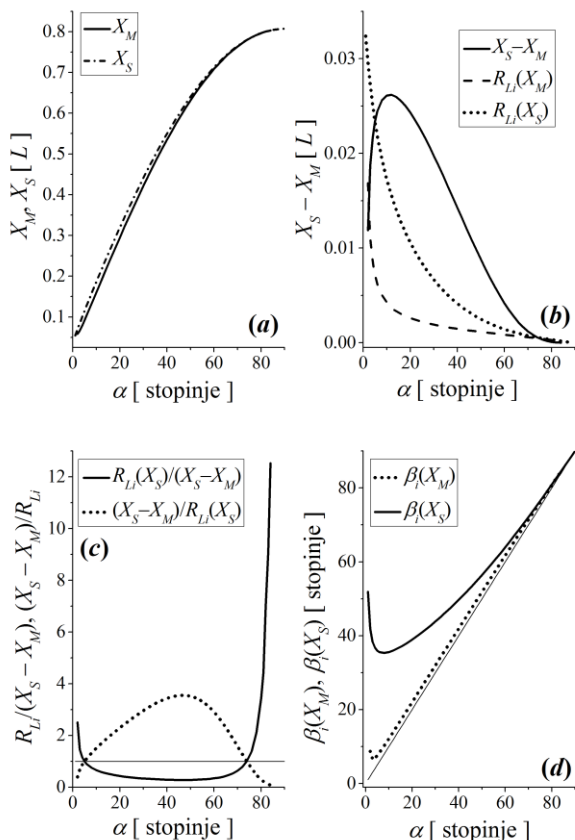 X_M
X_S
0.8
0.7
0.6
0.5
0.4
0.3
0.2
0.1
X_M, X_S [ L ]
(a)
0 20 40 60 80
α [ stopinje ]
X_S–X_M
R_Li(X_M)
R_Li(X_S)
0.03
0.02
0.01
0.00
X_S – X_M [ L ]
(b)
0 20 40 60 80
α [ stopinje ]
R_Li(X_S)/(X_S–X_M)
(X_S–X_M)/R_Li(X_S)
12
10
8
6
4
2
0
R_Li/(X_S – X_M), (X_S – X_M)/R_Li
(c)
0 20 40 60 80
α [ stopinje ]
β_i(X_M)
β_i(X_S)
80
60
40
20
0
β_i(X_M), β_i(X_S) [ stopinje ]
(d)
0 20 40 60 80
α [ stopinje ]